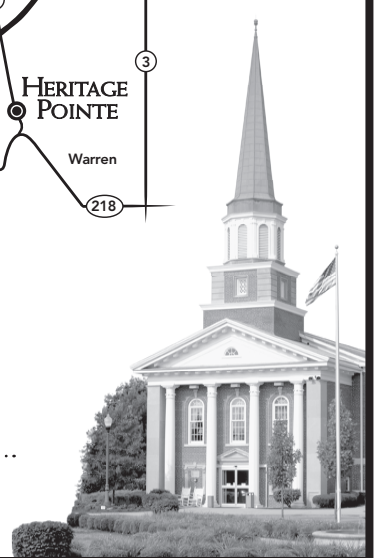 3
HERITAGE
POINTE
Warren
218
..